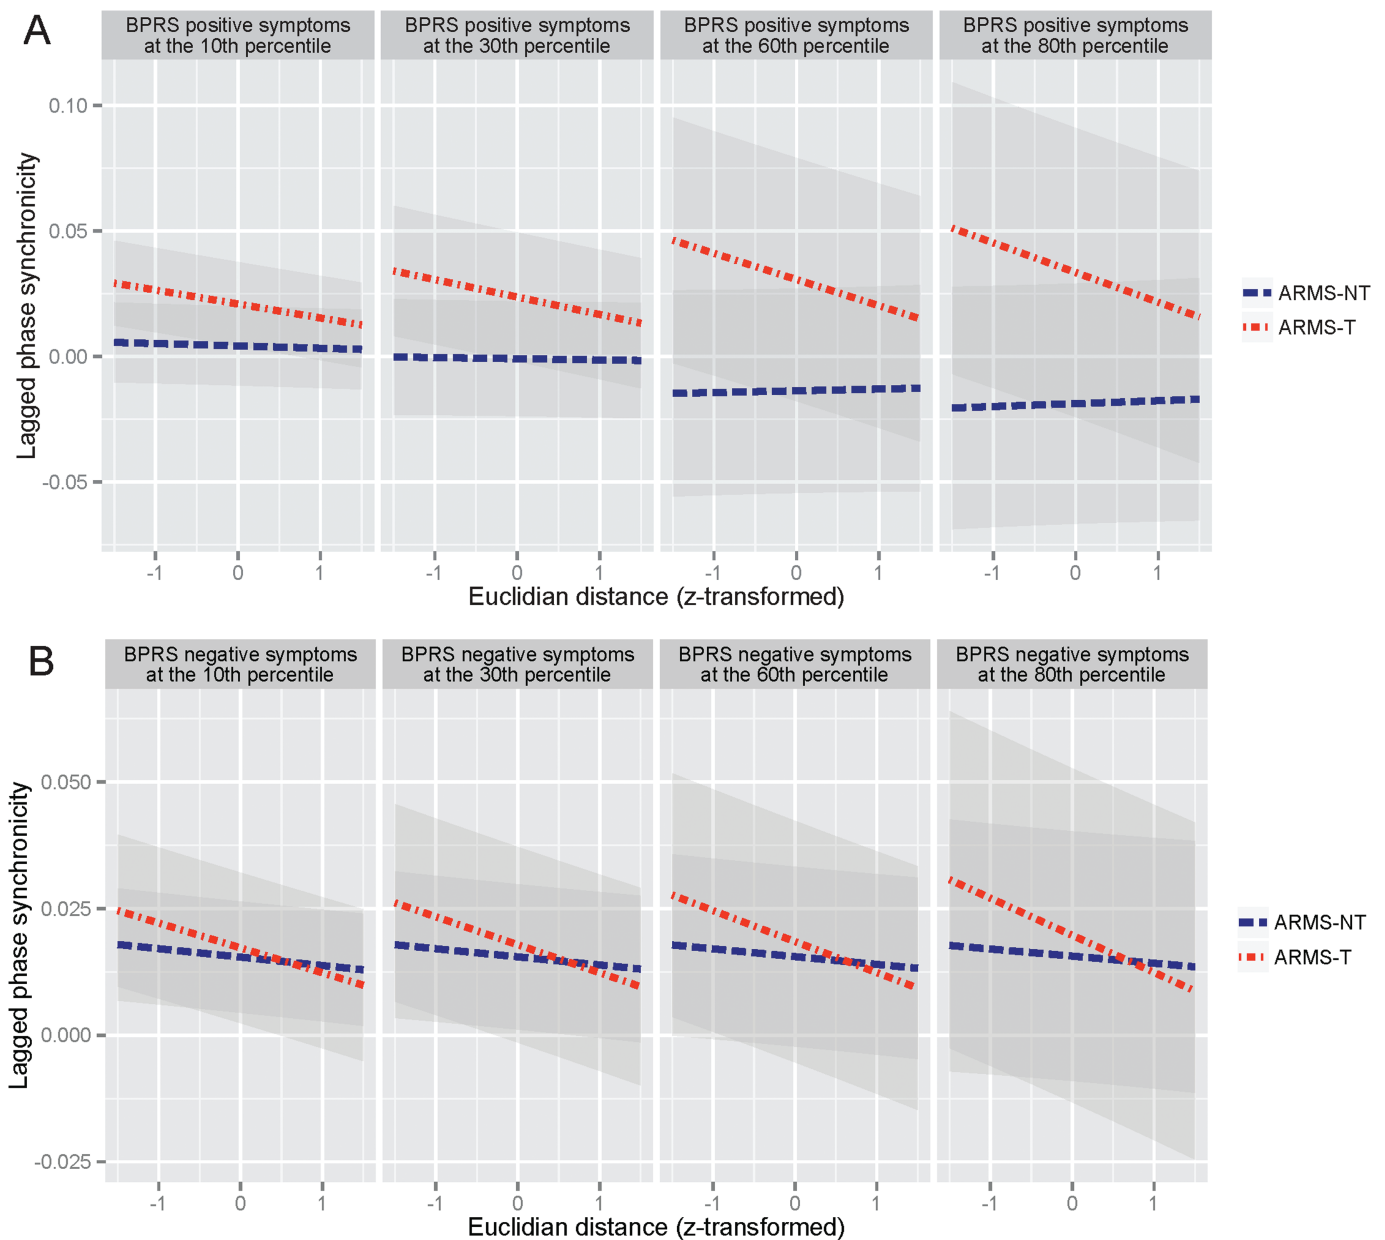 A
BPRS positive symptoms
at the 10th percentile
BPRS positive symptoms
at the 30th percentile
BPRS positive symptoms
at the 60th percentile
BPRS positive symptoms
at the 80th percentile
Lagged phase synchronicity
0.10
0.05
0.00
-0.05
-1 0 1
-1 0 1
-1 0 1
-1 0 1
Euclidian distance (z-transformed)
ARMS-NT
ARMS-T
B
BPRS negative symptoms
at the 10th percentile
BPRS negative symptoms
at the 30th percentile
BPRS negative symptoms
at the 60th percentile
BPRS negative symptoms
at the 80th percentile
Lagged phase synchronicity
0.050
0.025
0.000
-0.025
-1 0 1
-1 0 1
-1 0 1
-1 0 1
Euclidian distance (z-transformed)
ARMS-NT
ARMS-T